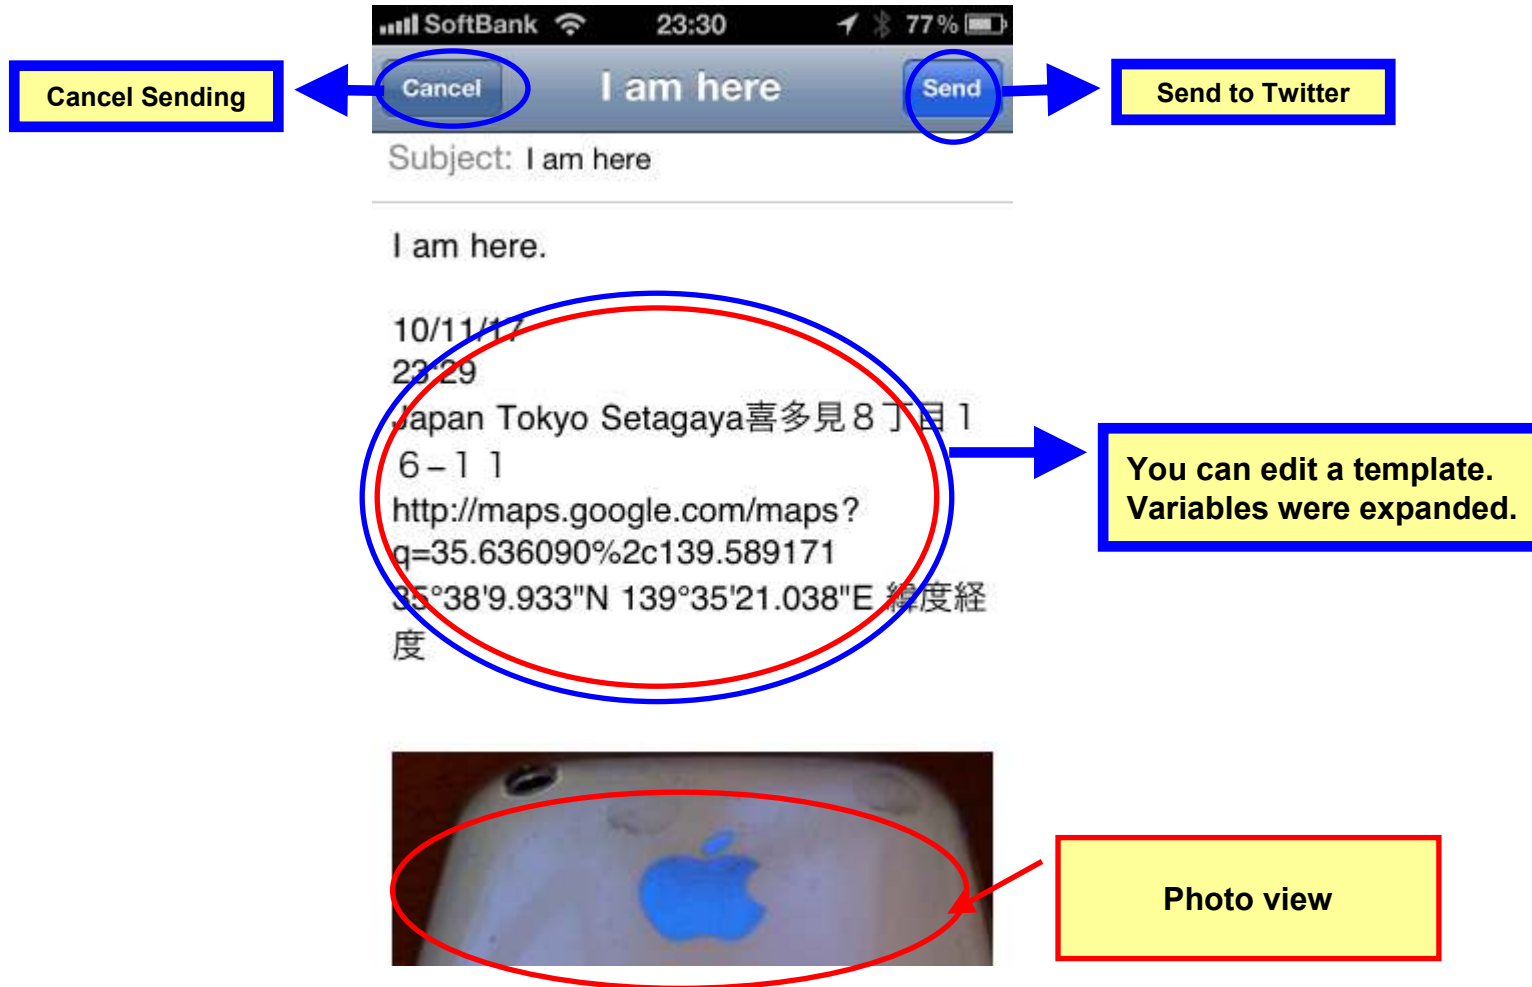 SoftBank 23:30 77%
Cancel I am here Send
Cancel Sending
Send to Twitter
Subject: I am here
I am here.
10/11/17
23:29
Japan Tokyo Setagaya喜多見８丁目１
６−１１
http://maps.google.com/maps?
q=35.636090%2c139.589171
35°38'9.933"N 139°35'21.038"E 緯度経
度
You can edit a template.
Variables were expanded.
Photo view